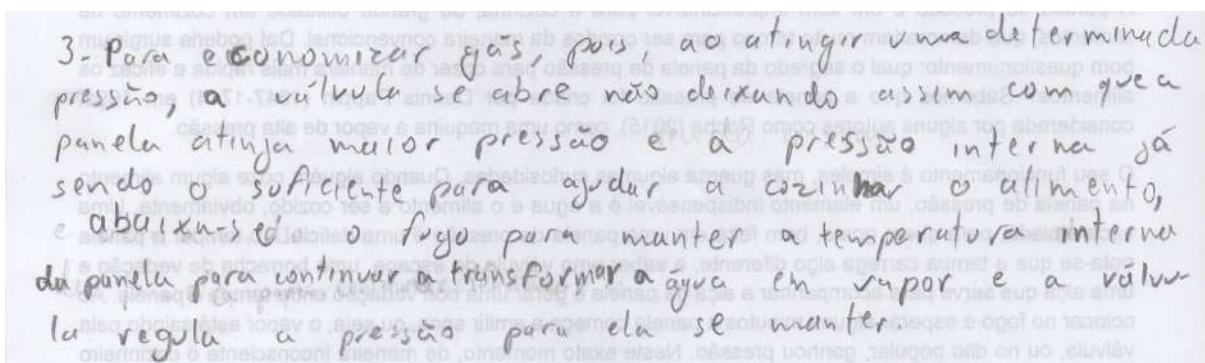 3- Para economizar gás, pois, ao atingir uma determinada
pressão, a válvula se abre não deixando assim com que a
panela atinja maior pressão e a pressão interna já
sendo o suficiente para ajudar a cozinhar o alimento,
e abaixa-se o fogo para manter a temperatura interna
da panela para continuar a transformar a água em vapor e a válvu-
la regula a pressão para ela se manter.